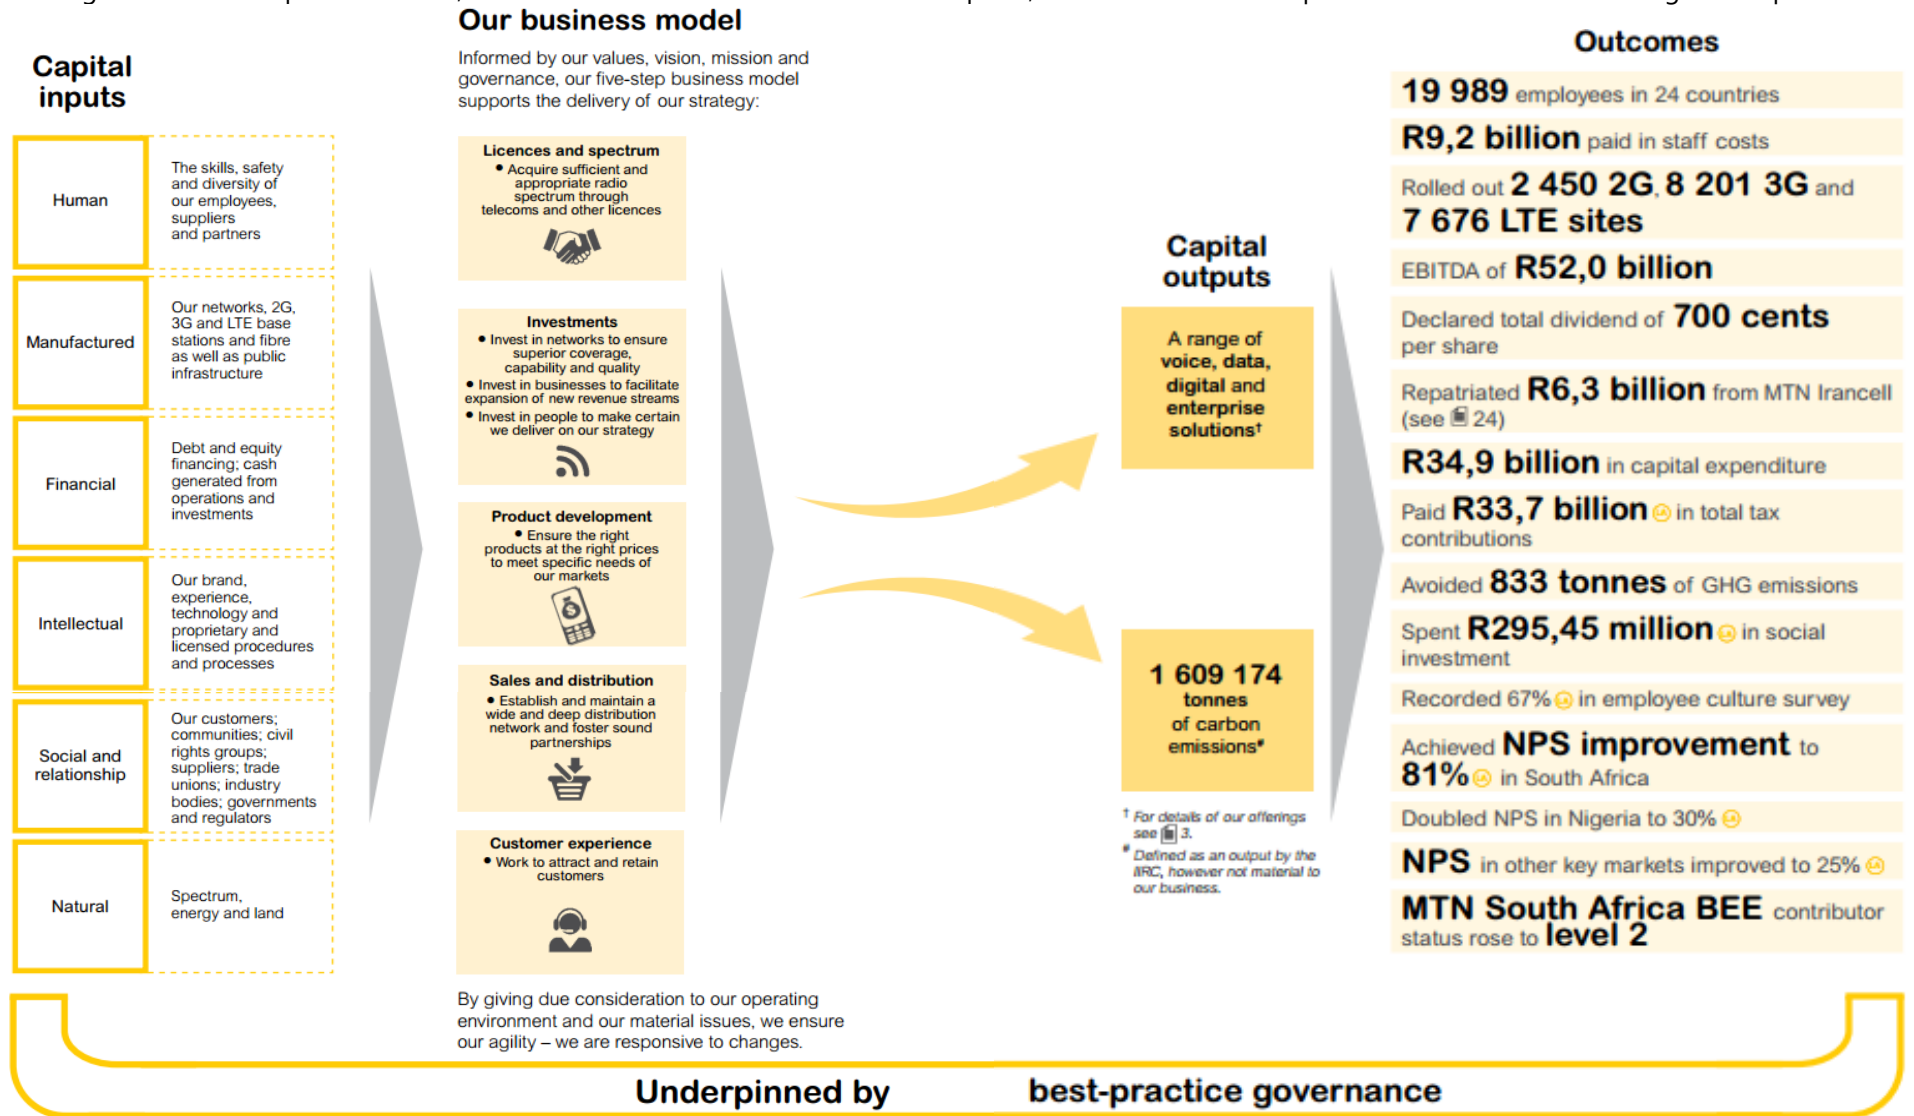 Our business model
Informed by our values, vision, mission and
governance, our five-step business model
supports the delivery of our strategy:
Capital
inputs
Human
The skills, safety
and diversity of
our employees,
suppliers
and partners
Manufactured
Our networks, 2G,
3G and LTE base
stations and fibre
as well as public
infrastructure
Financial
Debt and equity
financing; cash
generated from
operations and
investments
Intellectual
Our brand,
experience,
technology and
proprietary and
licensed procedures
and processes
Social and
relationship
Our customers;
communities; civil
rights groups;
suppliers; trade
unions; industry
bodies; governments
and regulators
Natural
Spectrum,
energy and land
Licences and spectrum
• Acquire sufficient and
appropriate radio
spectrum through
telecoms and other licences
Investments
• Invest in networks to ensure
superior coverage,
capability and quality
• Invest in businesses to facilitate
expansion of new revenue streams
• Invest in people to make certain
we deliver on our strategy
Product development
• Ensure the right
products at the right prices
to meet specific needs of
our markets
Sales and distribution
• Establish and maintain a
wide and deep distribution
network and foster sound
partnerships
Customer experience
• Work to attract and retain
customers
By giving due consideration to our operating
environment and our material issues, we ensure
our agility – we are responsive to changes.
Capital
outputs
A range of
voice, data,
digital and
enterprise
solutions†
1 609 174
tonnes
of carbon
emissions#
† For details of our offerings
see 3.
# Defined as an output by the
IIRC, however not material to
our business.
Outcomes
19 989 employees in 24 countries
R9,2 billion paid in staff costs
Rolled out 2 450 2G, 8 201 3G and
7 676 LTE sites
EBITDA of R52,0 billion
Declared total dividend of 700 cents
per share
Repatriated R6,3 billion from MTN Irancell
(see 24)
R34,9 billion in capital expenditure
Paid R33,7 billion LA in total tax
contributions
Avoided 833 tonnes of GHG emissions
Spent R295,45 million LA in social
investment
Recorded 67% LA in employee culture survey
Achieved NPS improvement to
81% LA in South Africa
Doubled NPS in Nigeria to 30% LA
NPS in other key markets improved to 25% LA
MTN South Africa BEE contributor
status rose to level 2
Underpinned by best-practice governance